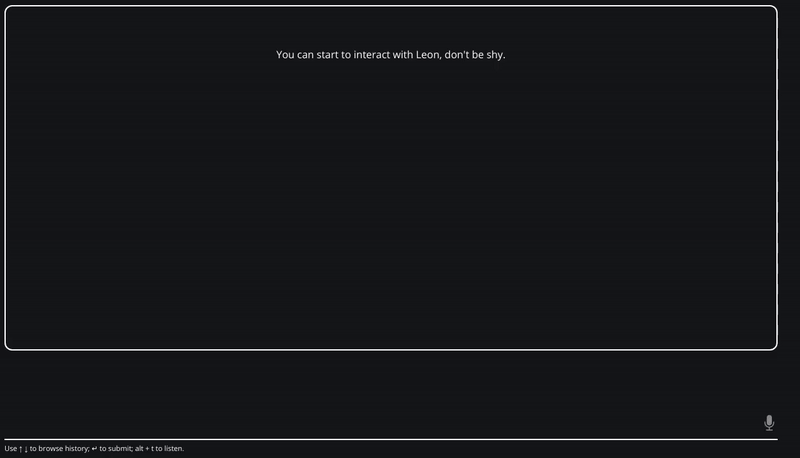 You can start to interact with Leon, don't be shy.
Use ↑ ↓ to browse history; ↵ to submit; alt + t to listen.